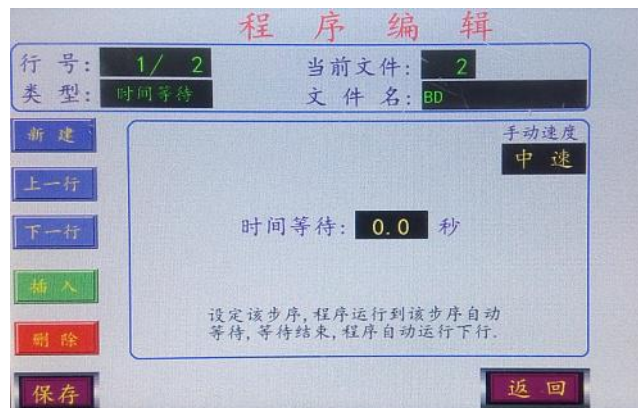 程序编辑
行号: 1/ 2 当前文件: 2
类型: 时间等待 文件名: BD
新建
手动速度
中速
上一行
下一行
时间等待: 0.0 秒
插入
设定该步序,程序运行到该步序自动
等待,等待结束,程序自动运行下行.
删除
保存
返回